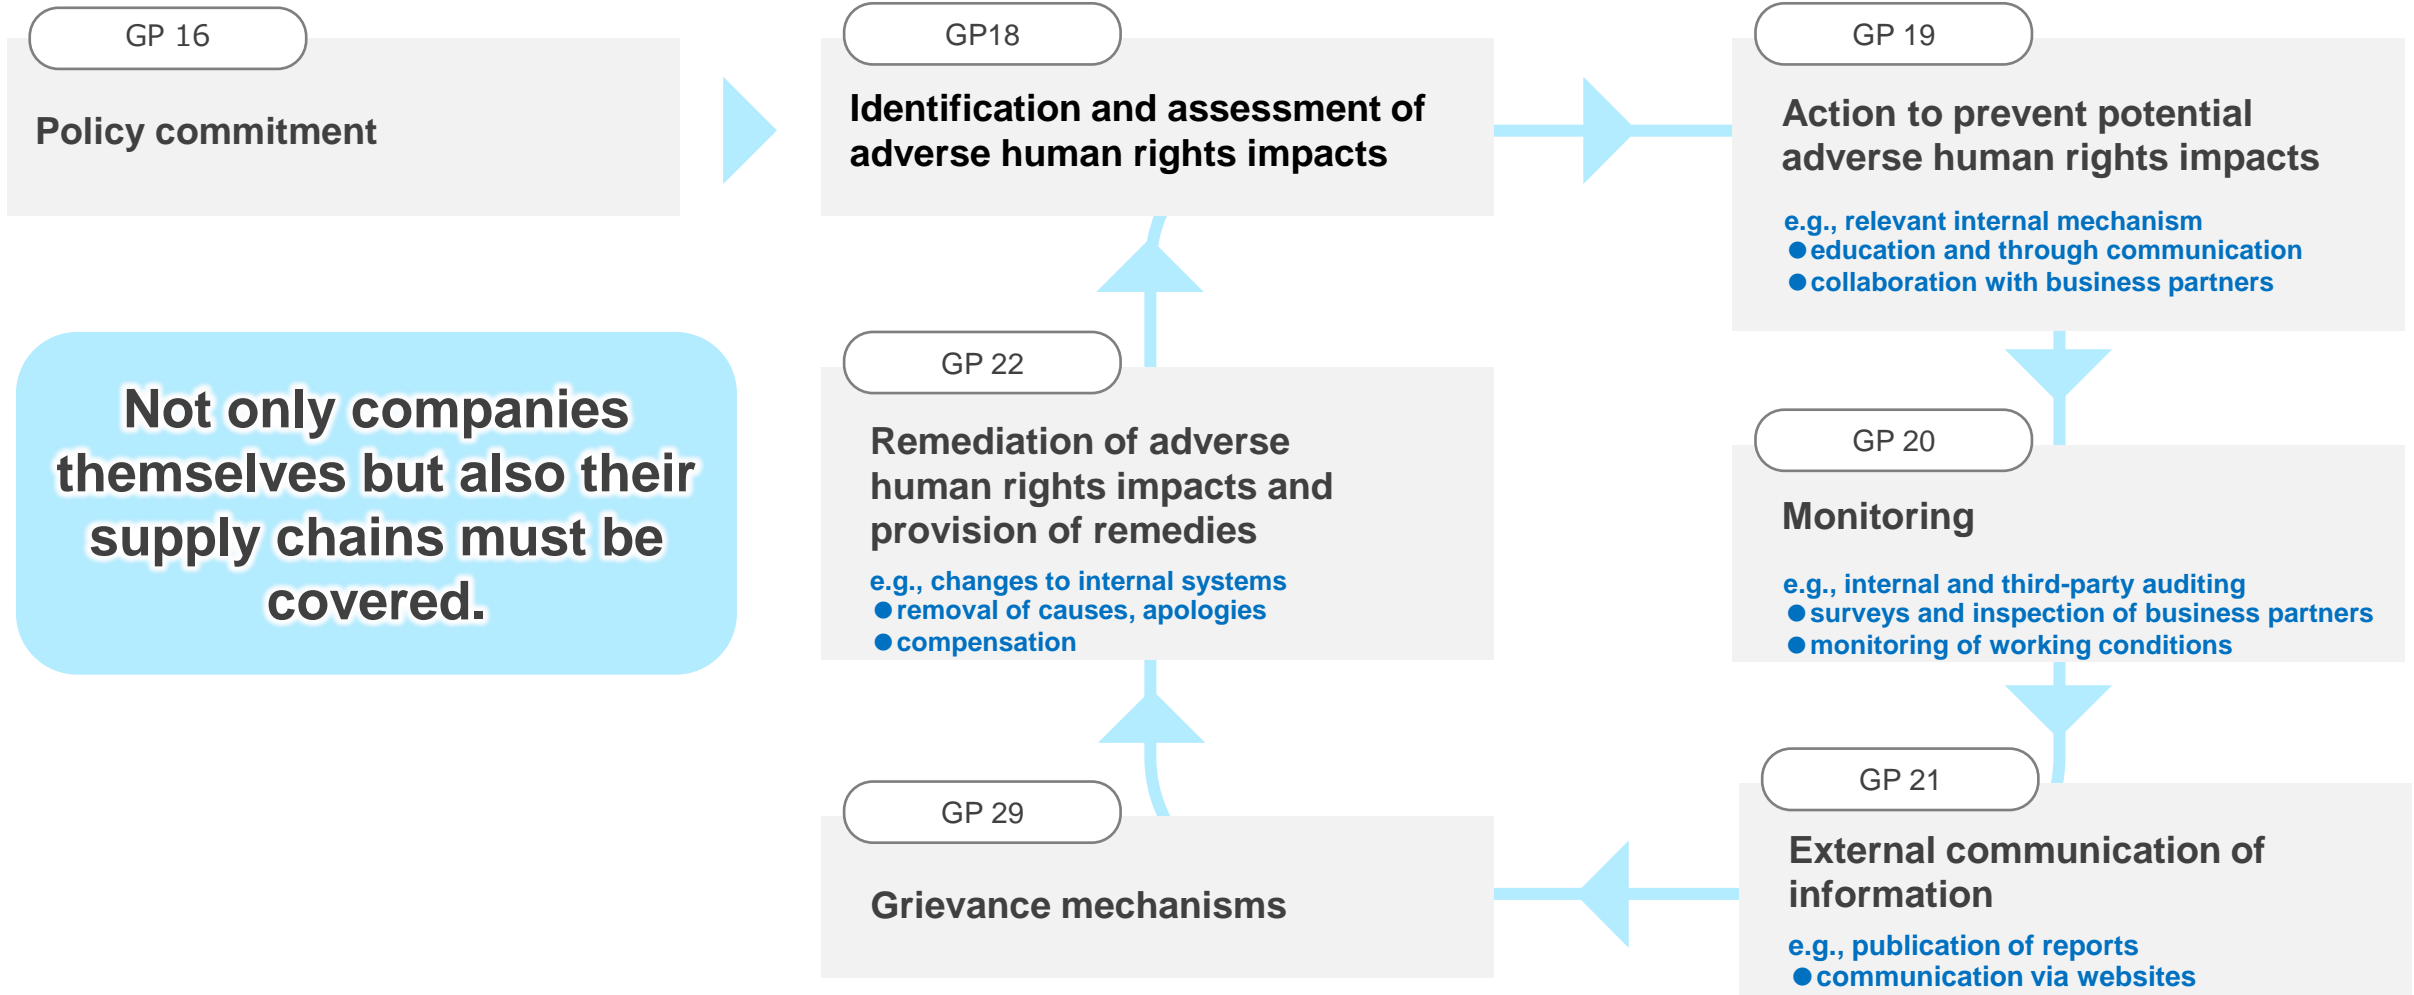 GP 16
Policy commitment
GP18
Identification and assessment of
adverse human rights impacts
GP 19
Action to prevent potential
adverse human rights impacts
e.g., relevant internal mechanism
●education and through communication
●collaboration with business partners
Not only companies
themselves but also their
supply chains must be
covered.
GP 22
Remediation of adverse
human rights impacts and
provision of remedies
e.g., changes to internal systems
●removal of causes, apologies
●compensation
GP 20
Monitoring
e.g., internal and third-party auditing
●surveys and inspection of business partners
●monitoring of working conditions
GP 29
Grievance mechanisms
GP 21
External communication of
information
e.g., publication of reports
●communication via websites